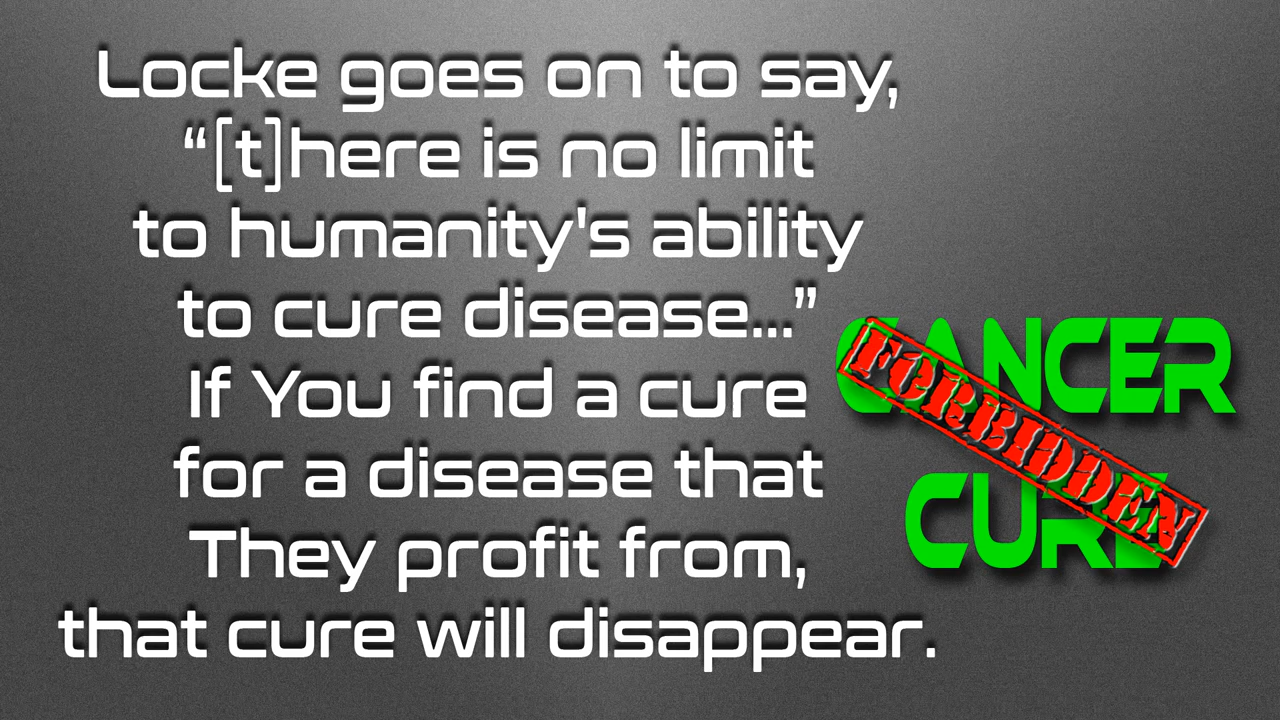 Locke goes on to say,
“[t]here is no limit
to humanity's ability
to cure disease...”
If You find a cure
for a disease that
They profit from,
that cure will disappear.
CANCER
FORBIDDEN
CURE